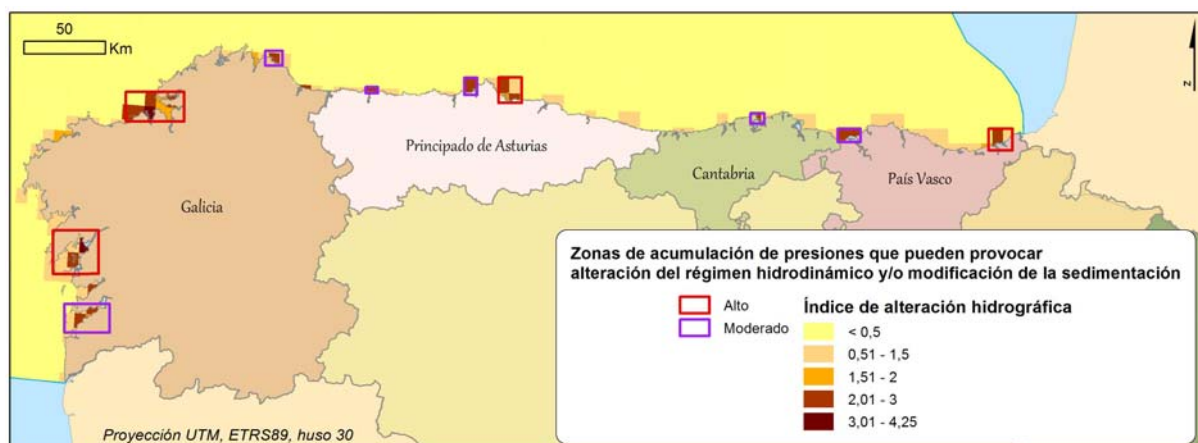 50
Km
z
Principado de Asturias
Cantabria
País Vasco
Galicia
Zonas de acumulación de presiones que pueden provocar
alteración del régimen hidrodinámico y/o modificación de la sedimentación
Alto
Moderado
Índice de alteración hidrográfica
< 0,5
0,51 - 1,5
1,51 - 2
2,01 - 3
3,01 - 4,25
Proyección UTM, ETRS89, huso 30